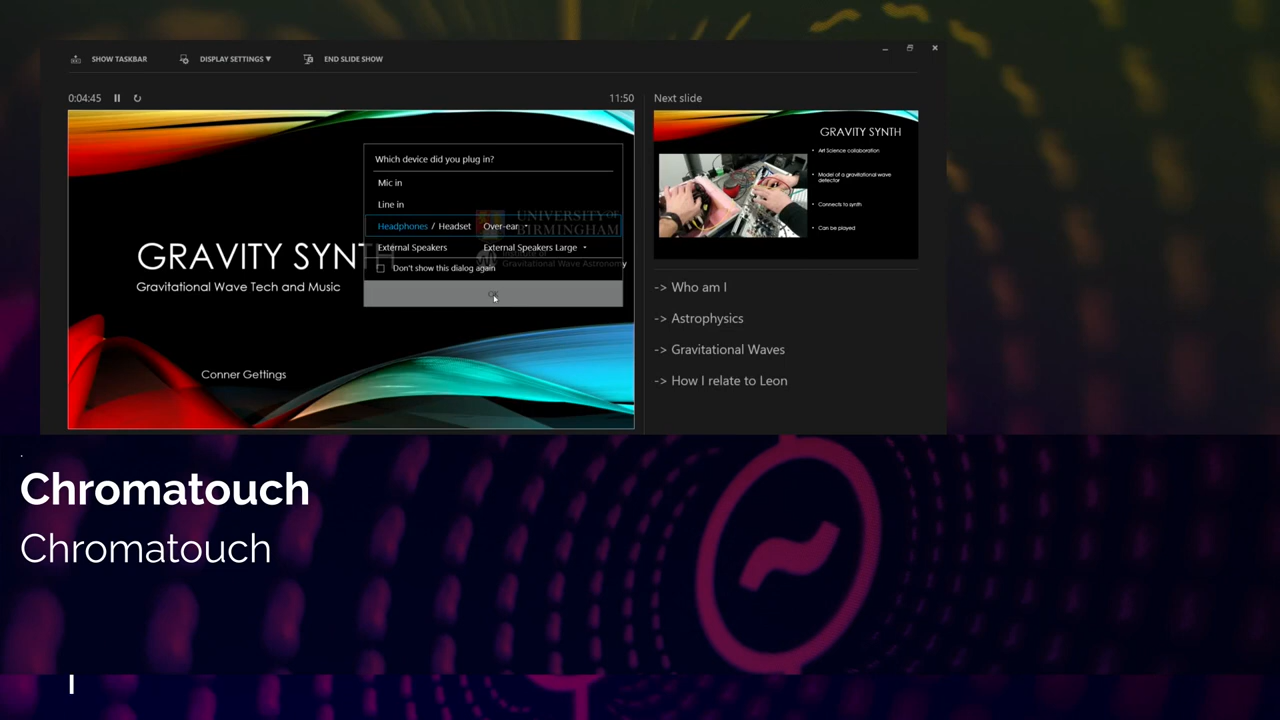 SHOW TASKBAR DISPLAY SETTINGS ▼ END SLIDE SHOW
0:04:45 11:50
Which device did you plug in?
Mic in
Line in
Headphones / Headset Over-ear
External Speakers External Speakers Large
Don't show this dialog again
UNIVERSITY OF
BIRMINGHAM
Institute of
Gravitational Wave Astronomy
GRAVITY SYNTH
Gravitational Wave Tech and Music
Conner Gettings
Next slide
GRAVITY SYNTH
• Art Science collaboration
• Model of a gravitational wave
detector
• Connects to synth
• Can be played
-> Who am I
-> Astrophysics
-> Gravitational Waves
-> How I relate to Leon
.
Chromatouch
Chromatouch